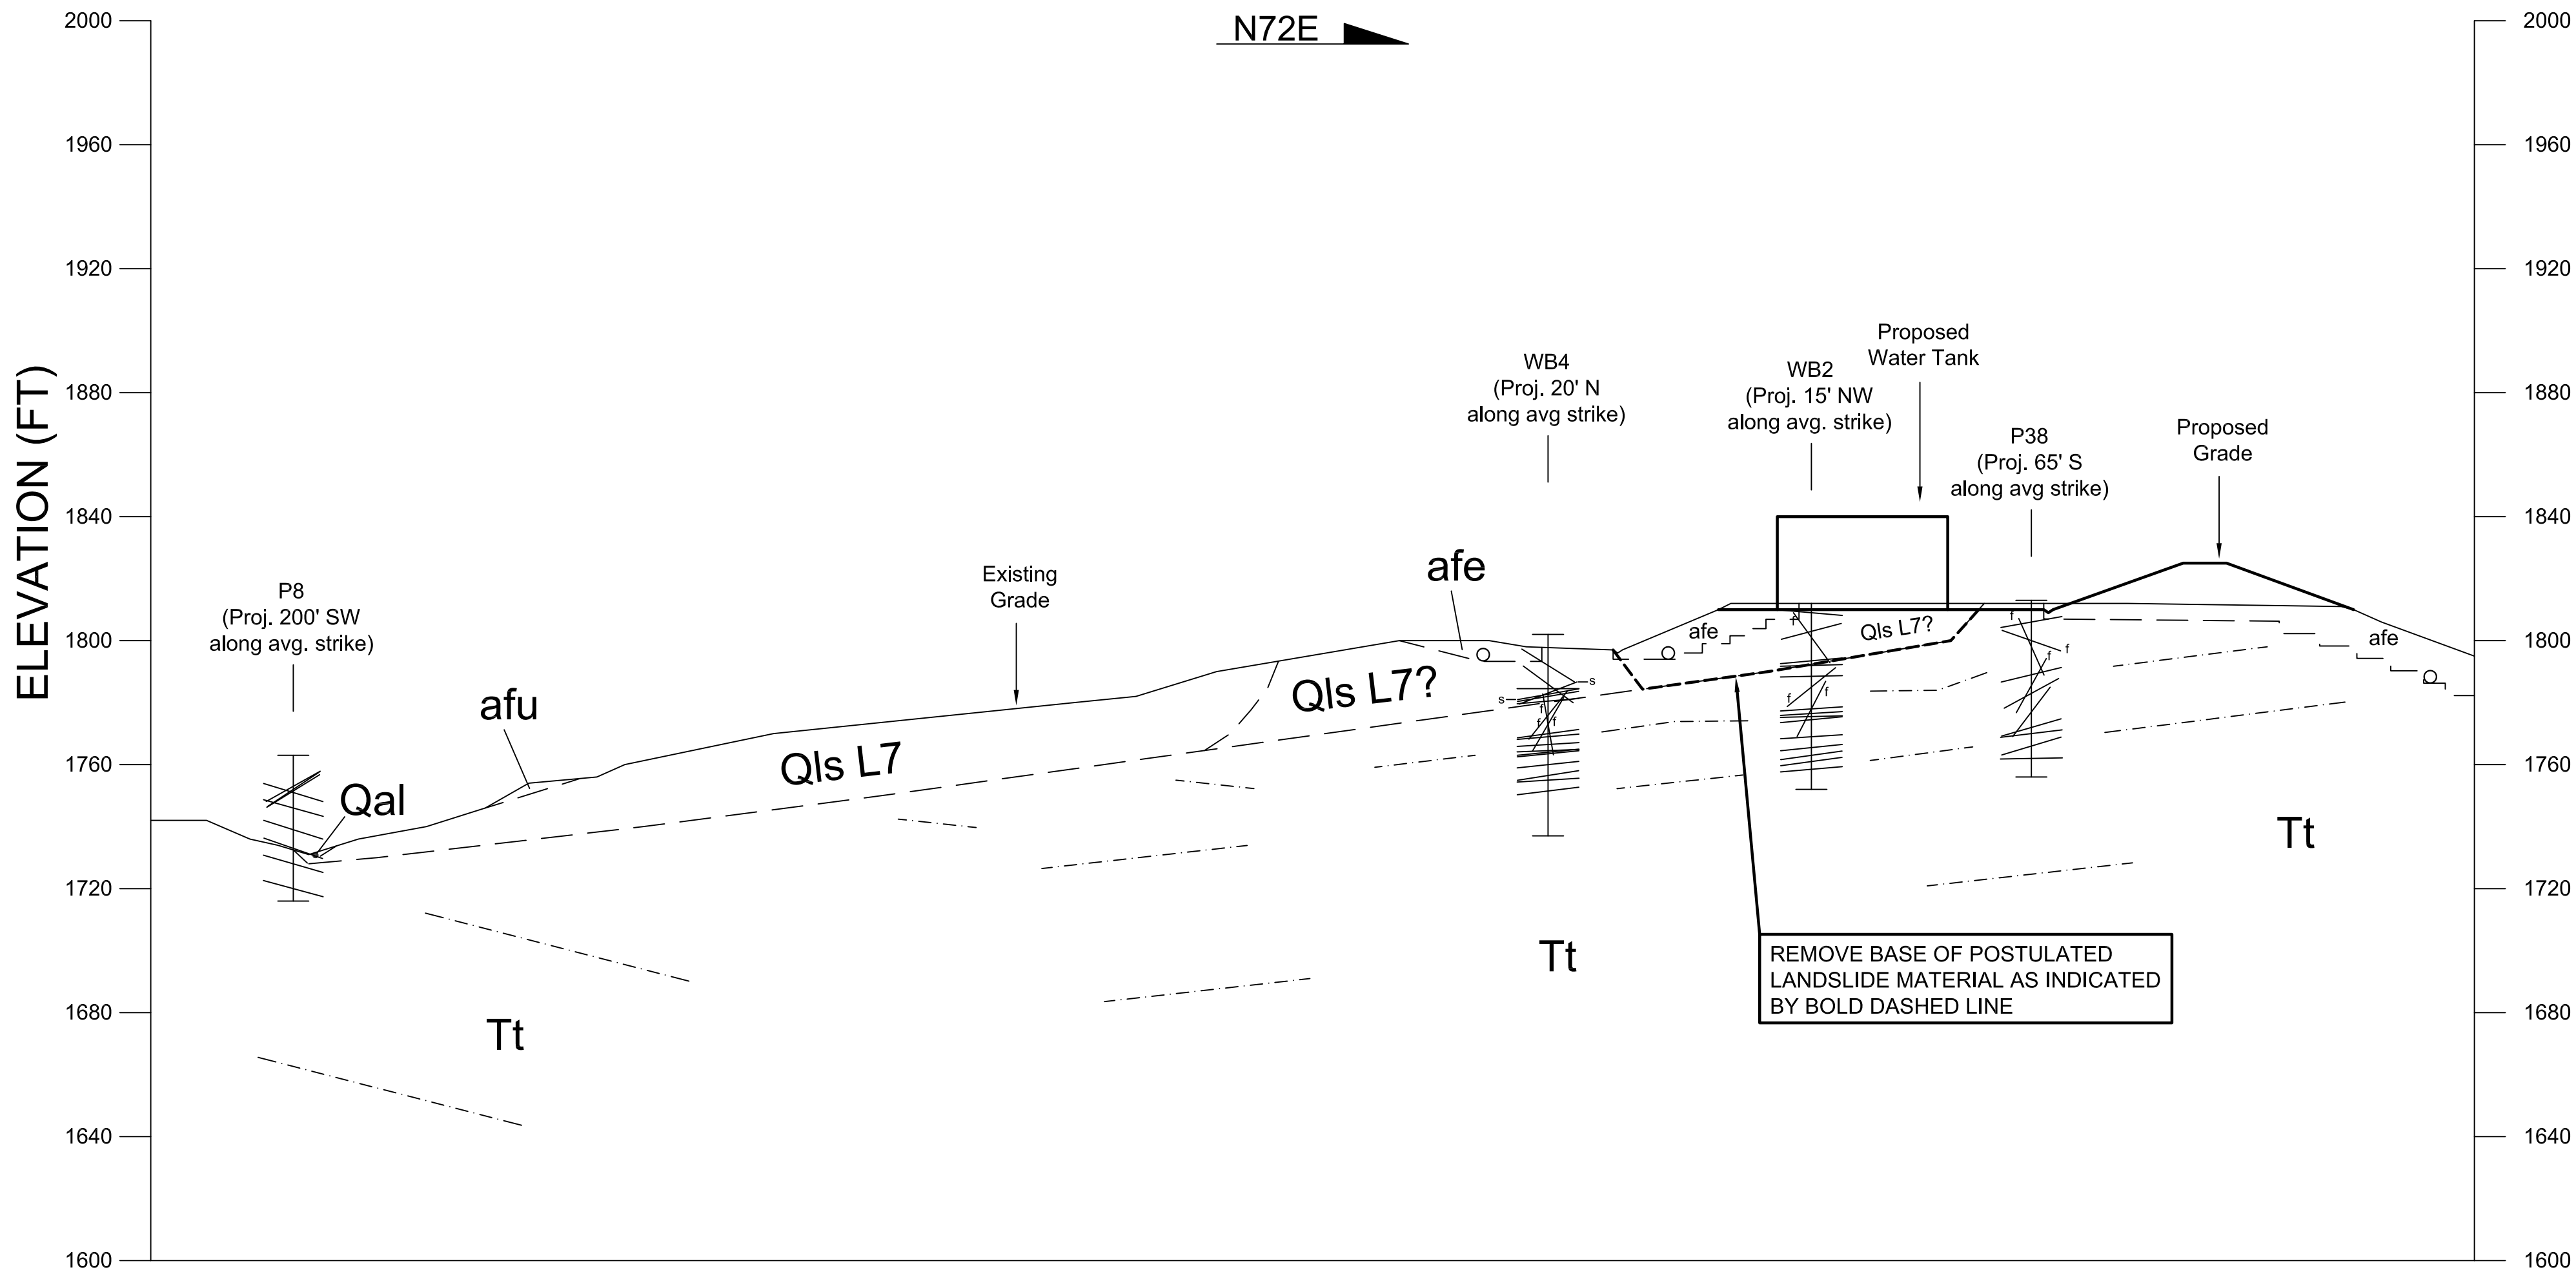 N72E
ELEVATION (FT)
2000
1960
1920
1880
1840
1800
1760
1720
1680
1640
1600
2000
1960
1920
1880
1840
1800
1760
1720
1680
1640
1600
P8
(Proj. 200' SW
along avg. strike)
Qal
afu
Existing
Grade
Qls L7
Qls L7?
afe
WB4
(Proj. 20' N
along avg strike)
s
s
f
f
f
WB2
(Proj. 15' NW
along avg. strike)
f
f
f
Proposed
Water Tank
afe
Qls L7?
P38
(Proj. 65' S
along avg strike)
f
f
f
Proposed
Grade
afe
Tt
Tt
Tt
REMOVE BASE OF POSTULATED
LANDSLIDE MATERIAL AS INDICATED
BY BOLD DASHED LINE